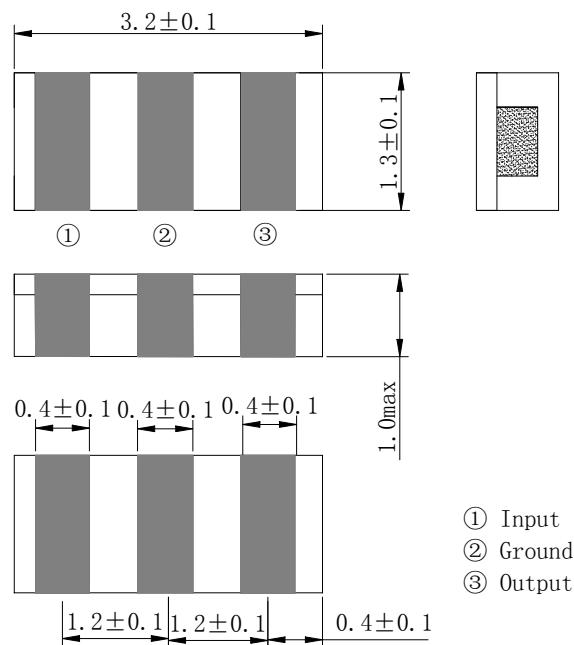 3.2±0.1
1.3±0.1
① ② ③
1.0max
0.4±0.1 0.4±0.1 0.4±0.1
① Input
② Ground
③ Output
1.2±0.1 1.2±0.1 0.4±0.1